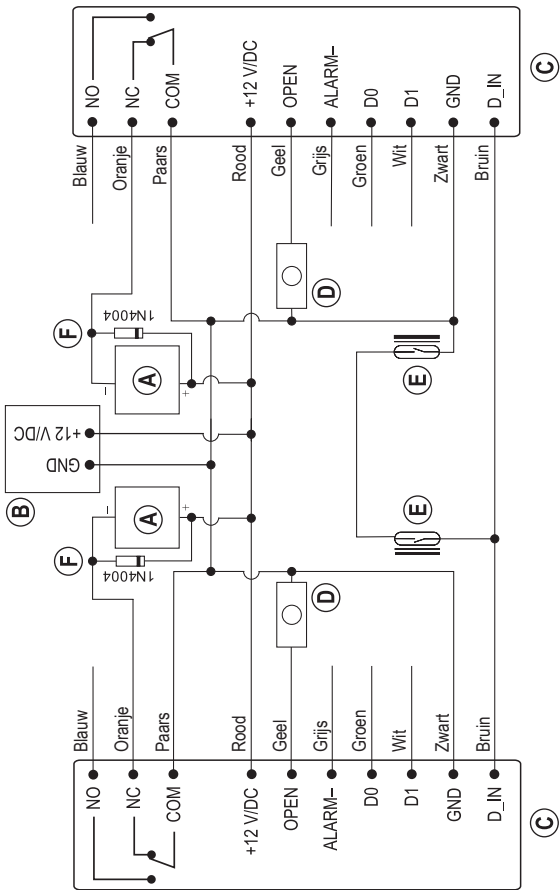 NO
NC
COM
+12 V/DC
OPEN
ALARM–
D0
D1
GND
D_IN
C
Blauw
Oranje
Paars
Rood
Geel
Grijs
Groen
Wit
Zwart
Bruin
F
1N4004
–
A
+
D
E
B
+12 V/DC
GND
–
A
+
F
1N4004
D
E
Blauw
Oranje
Paars
Rood
Geel
Grijs
Groen
Wit
Zwart
Bruin
NO
NC
COM
+12 V/DC
OPEN
ALARM–
D0
D1
GND
D_IN
C